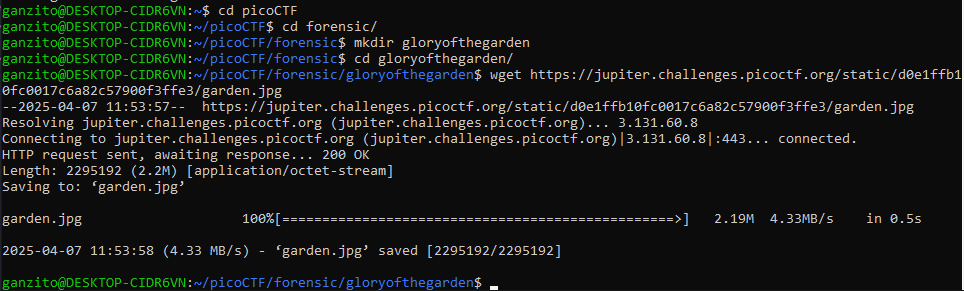 ganzito@DESKTOP-CIDR6VN:~$ cd picoCTF
ganzito@DESKTOP-CIDR6VN:~/picoCTF$ cd forensic/
ganzito@DESKTOP-CIDR6VN:~/picoCTF/forensic$ mkdir gloryofthegarden
ganzito@DESKTOP-CIDR6VN:~/picoCTF/forensic$ cd gloryofthegarden/
ganzito@DESKTOP-CIDR6VN:~/picoCTF/forensic/gloryofthegarden$ wget https://jupiter.challenges.picoctf.org/static/d0e1ffb1
0fc0017c6a82c57900f3ffe3/garden.jpg
--2025-04-07 11:53:57--  https://jupiter.challenges.picoctf.org/static/d0e1ffb10fc0017c6a82c57900f3ffe3/garden.jpg
Resolving jupiter.challenges.picoctf.org (jupiter.challenges.picoctf.org)... 3.131.60.8
Connecting to jupiter.challenges.picoctf.org (jupiter.challenges.picoctf.org)|3.131.60.8|:443... connected.
HTTP request sent, awaiting response... 200 OK
Length: 2295192 (2.2M) [application/octet-stream]
Saving to: ‘garden.jpg’
garden.jpg                    100%[=================================================>]   2.19M  4.33MB/s    in 0.5s
2025-04-07 11:53:58 (4.33 MB/s) - ‘garden.jpg’ saved [2295192/2295192]
ganzito@DESKTOP-CIDR6VN:~/picoCTF/forensic/gloryofthegarden$